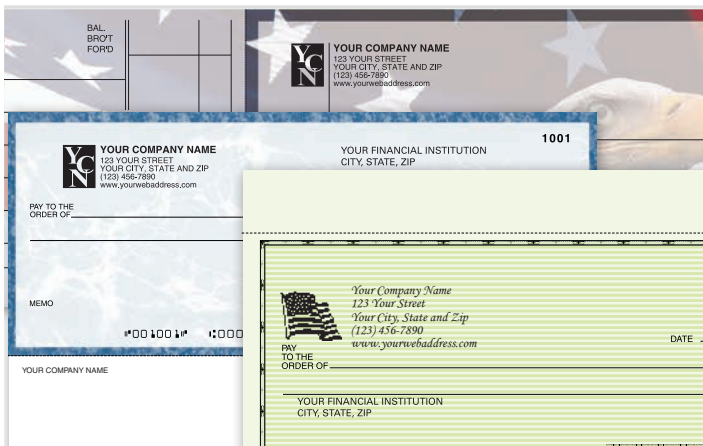 BAL.
BRO'T
FOR'D
YCN
YOUR COMPANY NAME
123 YOUR STREET
YOUR CITY, STATE AND ZIP
(123) 456-7890
www.yourwebaddress.com
1001
YCN
YOUR COMPANY NAME
123 YOUR STREET
YOUR CITY, STATE AND ZIP
(123) 456-7890
www.yourwebaddress.com
YOUR FINANCIAL INSTITUTION
CITY, STATE, ZIP
PAY TO THE
ORDER OF
MEMO
⑈001001⑈ ⑆000
YOUR COMPANY NAME
Your Company Name
123 Your Street
Your City, State and Zip
(123) 456-7890
www.yourwebaddress.com
DATE
PAY
TO THE
ORDER OF
YOUR FINANCIAL INSTITUTION
CITY, STATE, ZIP